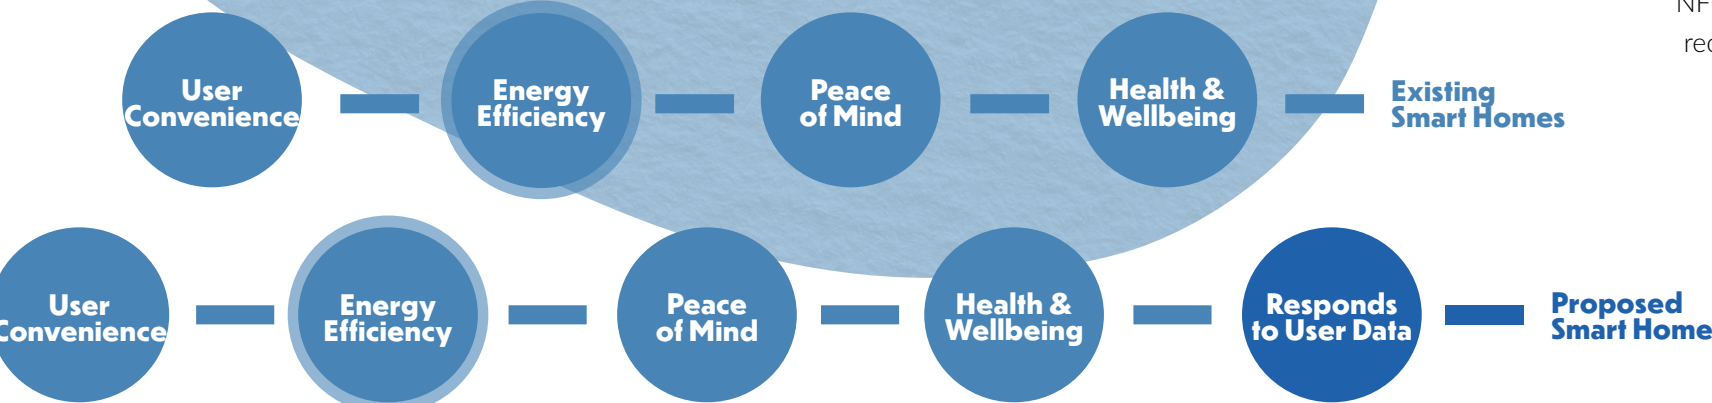 User
Convenience
Energy
Efficiency
Peace
of Mind
Health &
Wellbeing
Existing
Smart Homes
User
Convenience
Energy
Efficiency
Peace
of Mind
Health &
Wellbeing
Responds
to User Data
Proposed
Smart Home